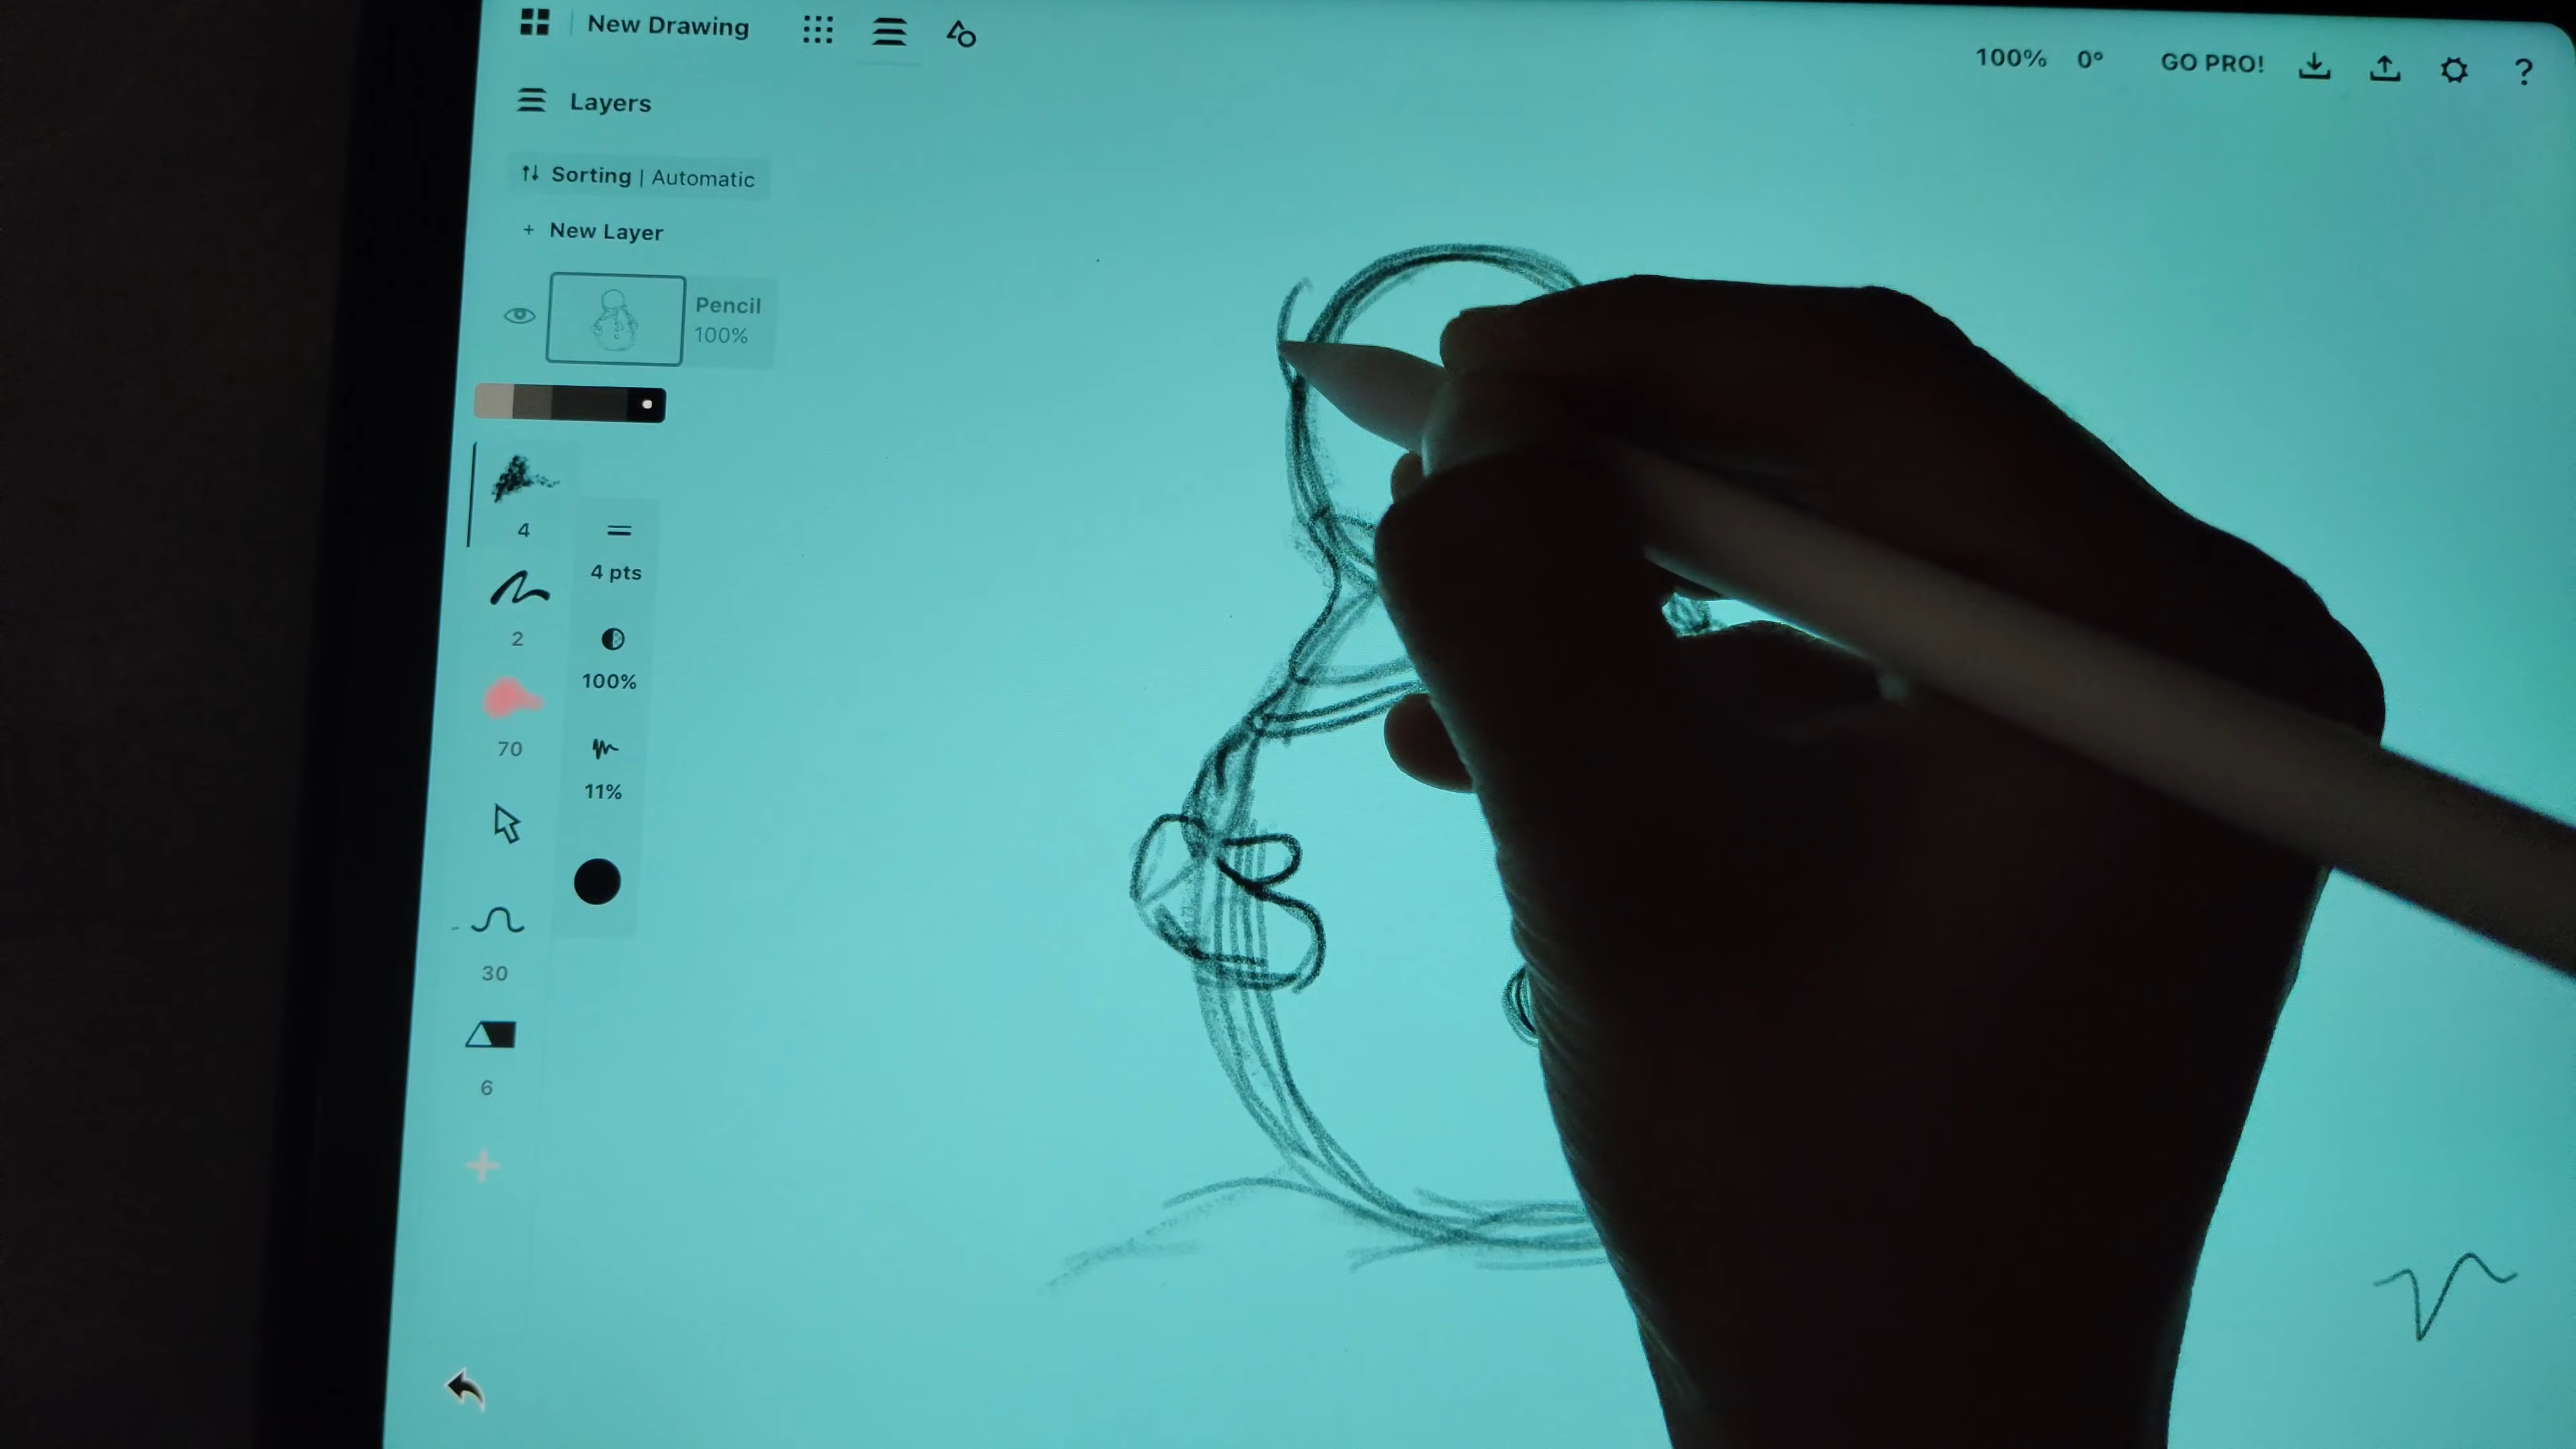 New Drawing
100% 0° GO PRO! ?
Layers
Sorting | Automatic
+ New Layer
Pencil
100%
4
4 pts
2
100%
70
11%
30
6